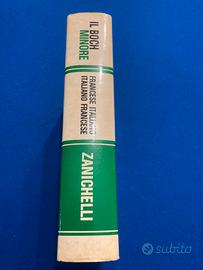 IL BOCH
MINORE
FRANCESE ITALIANO
ITALIANO FRANCESE
ZANICHELLI
subito